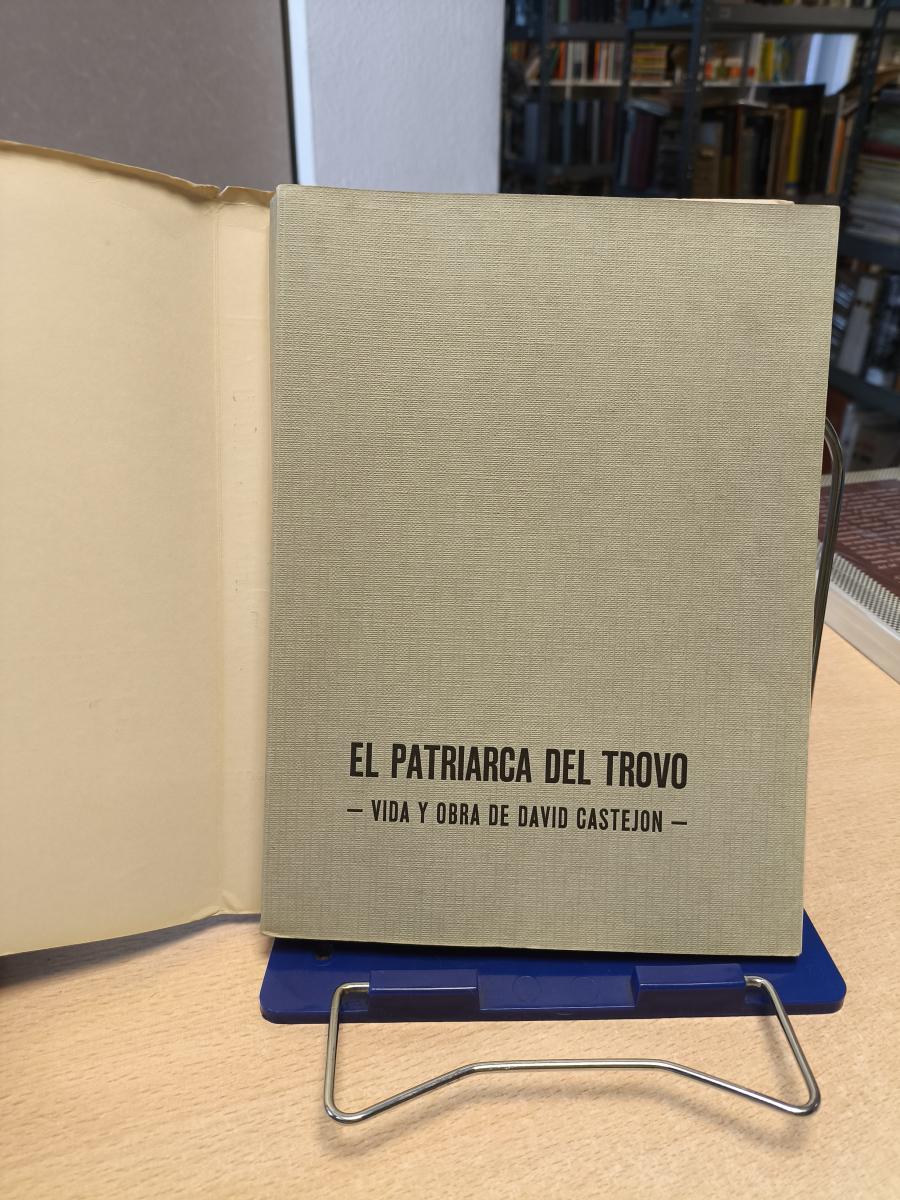 EL PATRIARCA DEL TROVO
— VIDA Y OBRA DE DAVID CASTEJON —